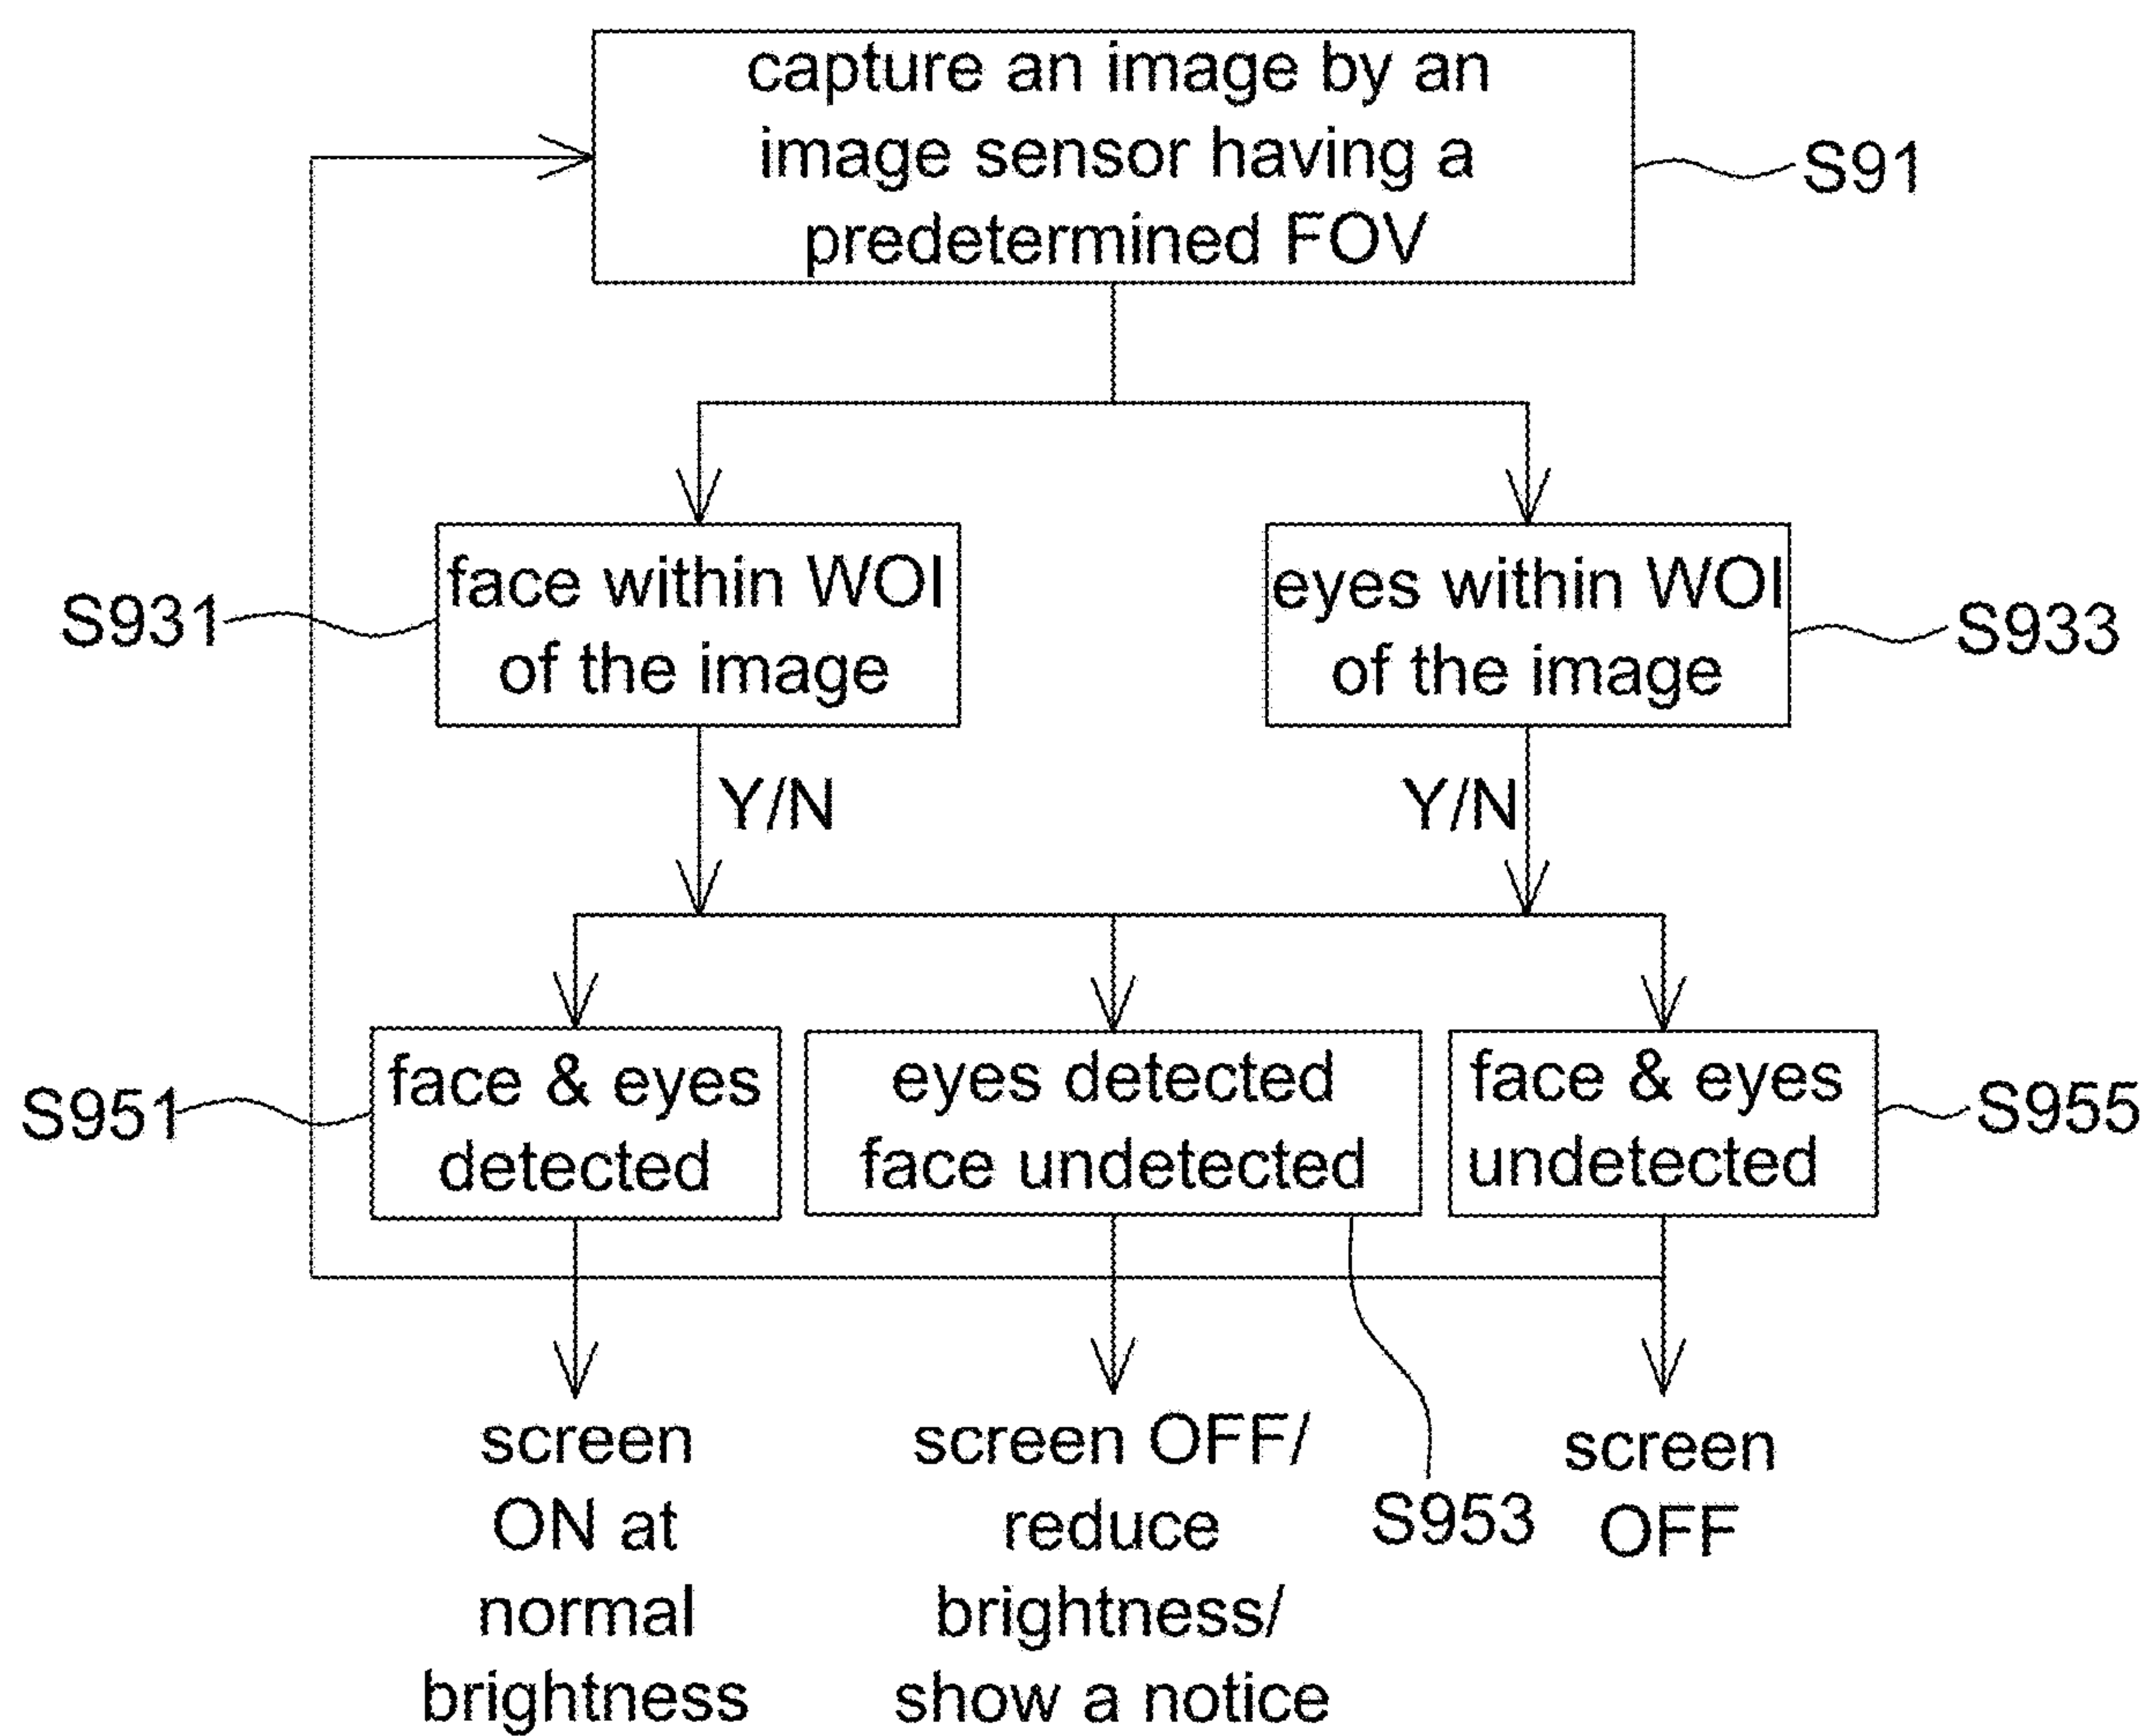 capture an image by an
image sensor having a
predetermined FOV
S91
face within WOI
of the image
S931
eyes within WOI
of the image
S933
Y/N
Y/N
face & eyes
detected
S951
eyes detected
face undetected
S953
face & eyes
undetected
S955
screen
ON at
normal
brightness
screen OFF/
reduce
brightness/
show a notice
screen
OFF